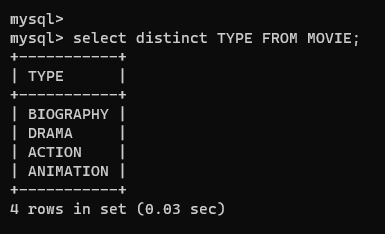 mysql>
mysql> select distinct TYPE FROM MOVIE;
+-----------+
| TYPE      |
+-----------+
| BIOGRAPHY |
| DRAMA     |
| ACTION    |
| ANIMATION |
+-----------+
4 rows in set (0.03 sec)